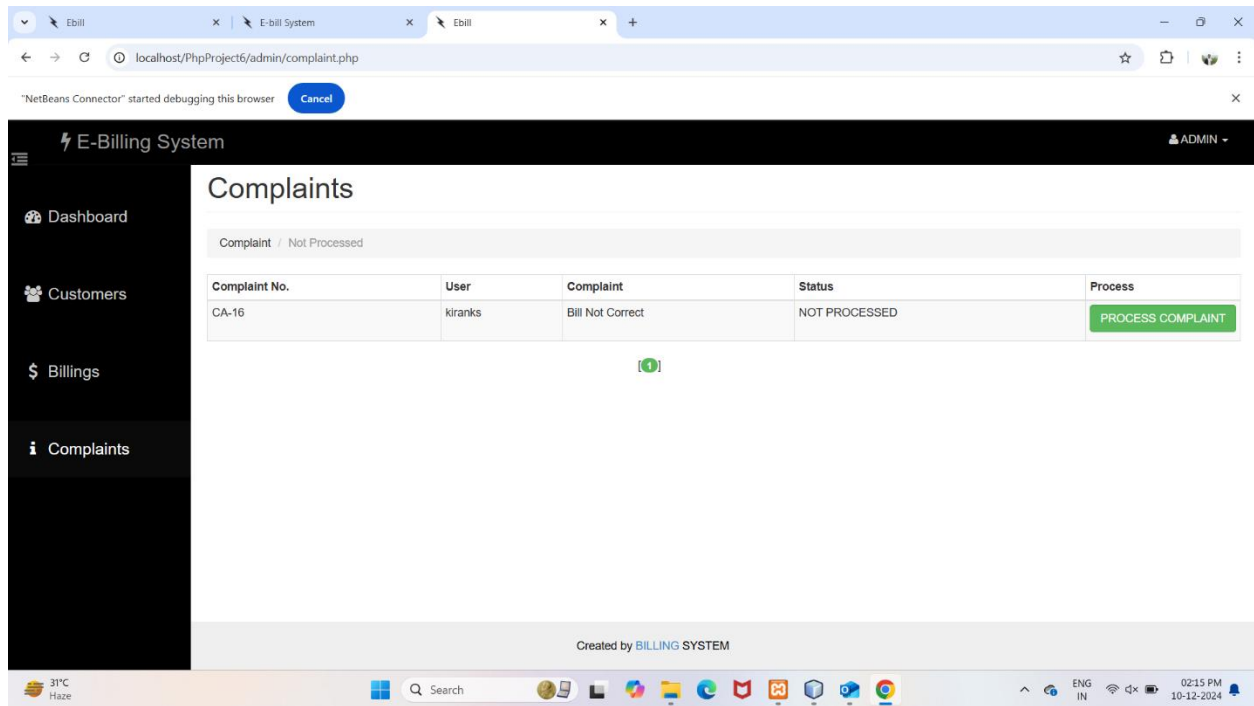 Ebill
E-bill System
Ebill
localhost/PhpProject6/admin/complaint.php
"NetBeans Connector" started debugging this browser Cancel
E-Billing System
ADMIN
Complaints
Dashboard
Complaint / Not Processed
Customers
Complaint No. User Complaint Status Process
CA-16 kiranks Bill Not Correct NOT PROCESSED PROCESS COMPLAINT
[1]
$ Billings
Complaints
Created by BILLING SYSTEM
31°C
Haze
Search
ENG
IN
02:15 PM
10-12-2024